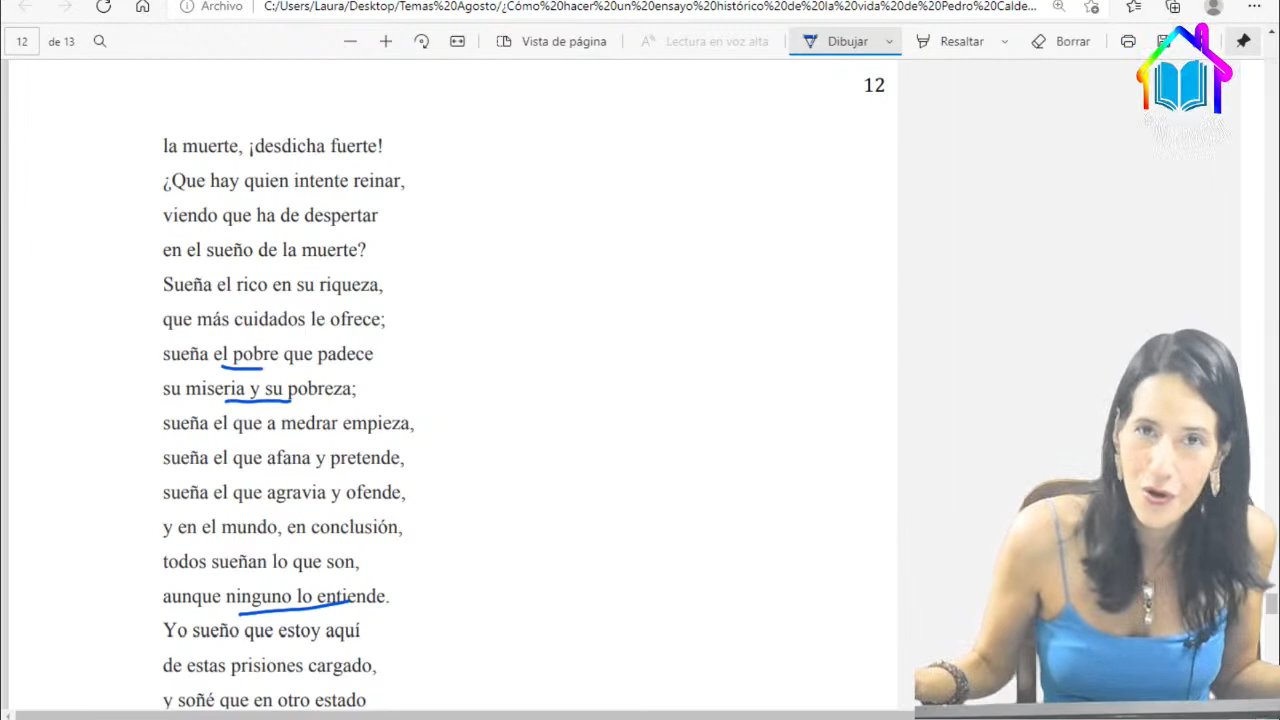 Archivo C:/Users/Laura/Desktop/Temas%20Agosto/¿Cómo%20hacer%20un%20ensayo%20histórico%20de%20la%20vida%20de%20Pedro%20Calde...
12 de 13 Vista de página Lectura en voz alta Dibujar Resaltar Borrar
12
la muerte, ¡desdicha fuerte!
¿Que hay quien intente reinar,
viendo que ha de despertar
en el sueño de la muerte?
Sueña el rico en su riqueza,
que más cuidados le ofrece;
sueña el pobre que padece
su miseria y su pobreza;
sueña el que a medrar empieza,
sueña el que afana y pretende,
sueña el que agravia y ofende,
y en el mundo, en conclusión,
todos sueñan lo que son,
aunque ninguno lo entiende.
Yo sueño que estoy aquí
de estas prisiones cargado,
y soñé que en otro estado